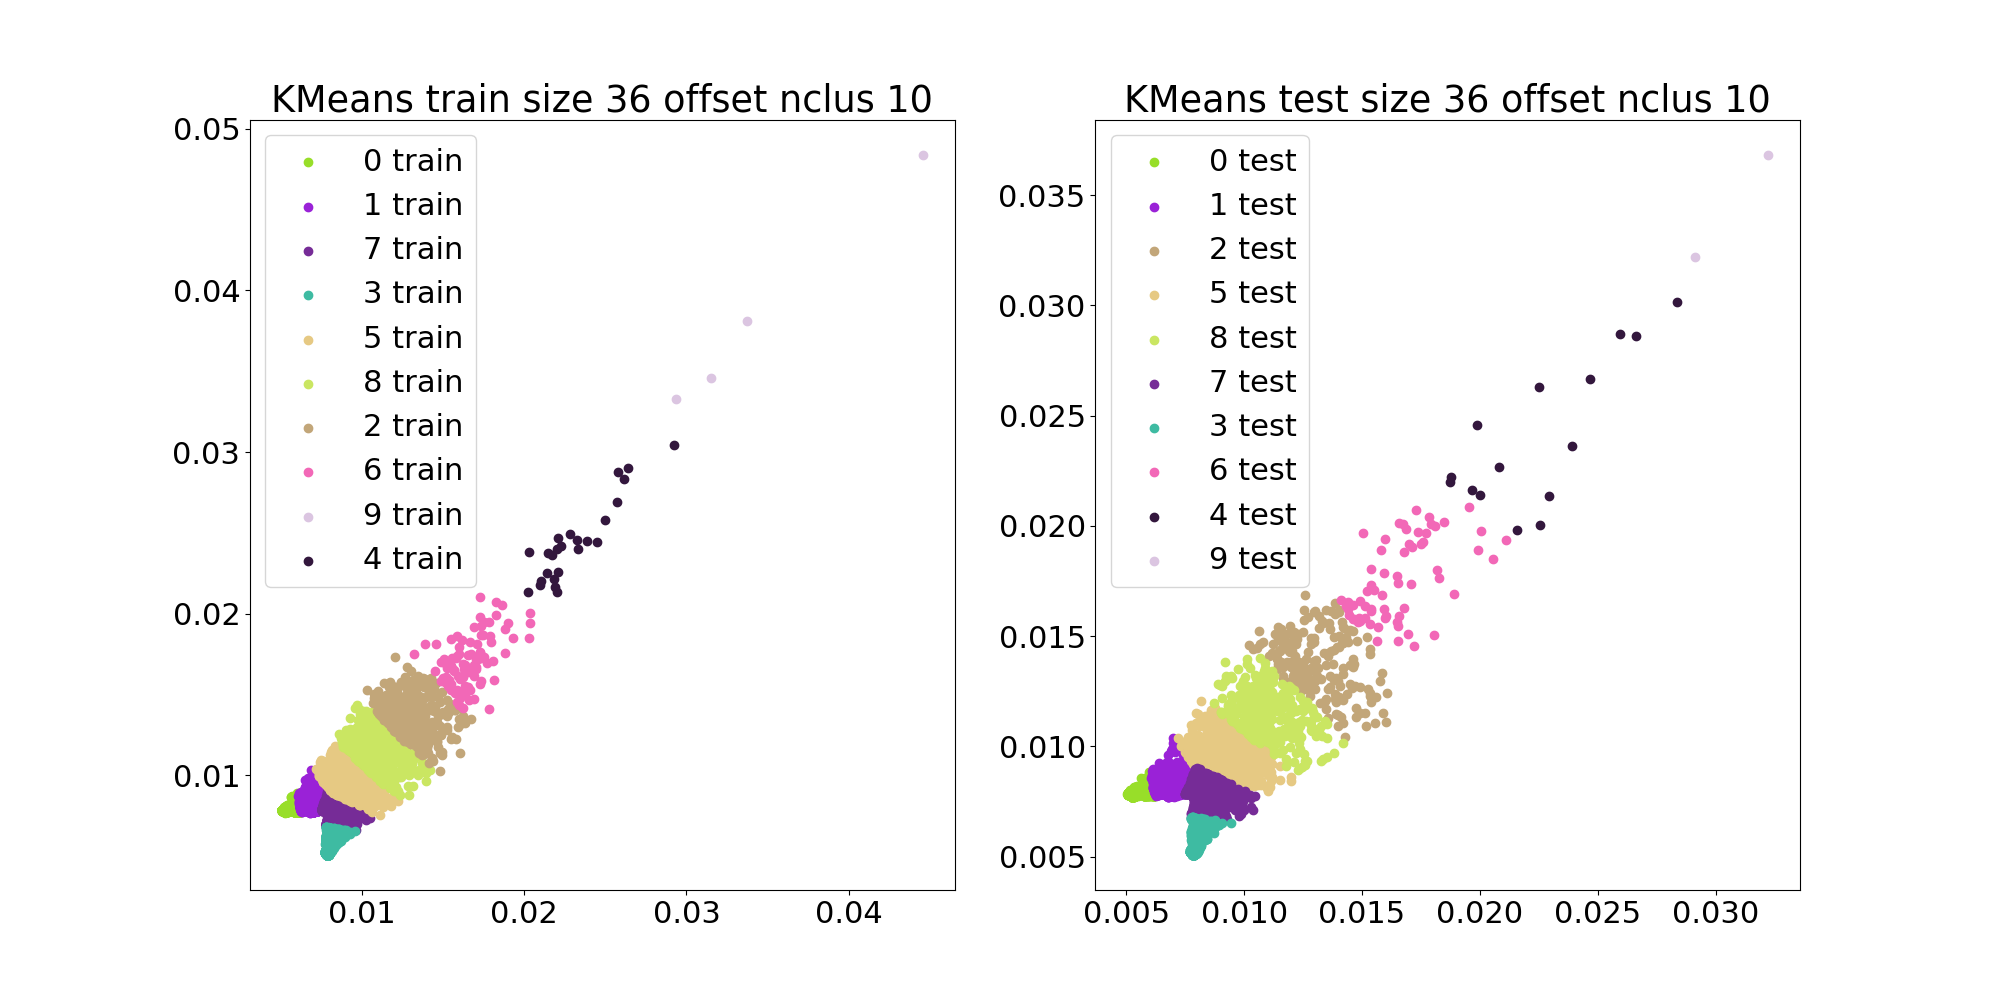 KMeans train size 36 offset nclus 10
0.05
0.04
0.03
0.02
0.01
0 train
1 train
7 train
3 train
5 train
8 train
2 train
6 train
9 train
4 train
0.01 0.02 0.03 0.04
KMeans test size 36 offset nclus 10
0.035
0.030
0.025
0.020
0.015
0.010
0.005
0 test
1 test
2 test
5 test
8 test
7 test
3 test
6 test
4 test
9 test
0.005 0.010 0.015 0.020 0.025 0.030